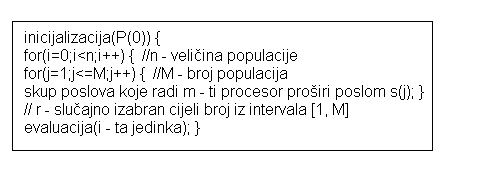 inicijalizacija(P(0)) {
for(i=0;i<n;i++) {  //n - veličina populacije
for(j=1;j<=M;j++) {  //M - broj populacija
skup poslova koje radi m - ti procesor proširi poslom s(j); }
// r - slučajno izabran cijeli broj iz intervala [1, M]
evaluacija(i - ta jedinka); }